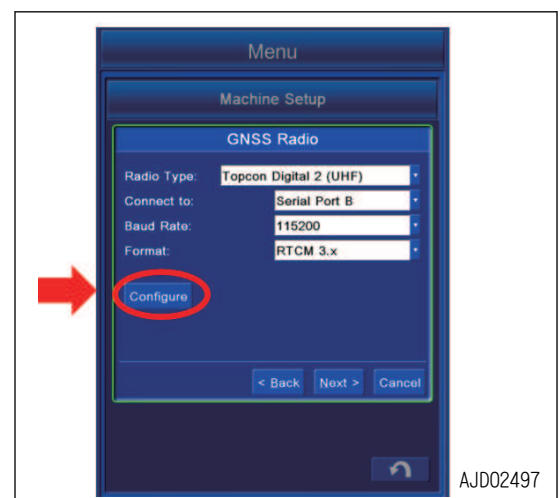 Menu
Machine Setup
GNSS Radio
Radio Type: Topcon Digital 2 (UHF)
Connect to: Serial Port B
Baud Rate: 115200
Format: RTCM 3.x
Configure
< Back Next > Cancel
AJD02497